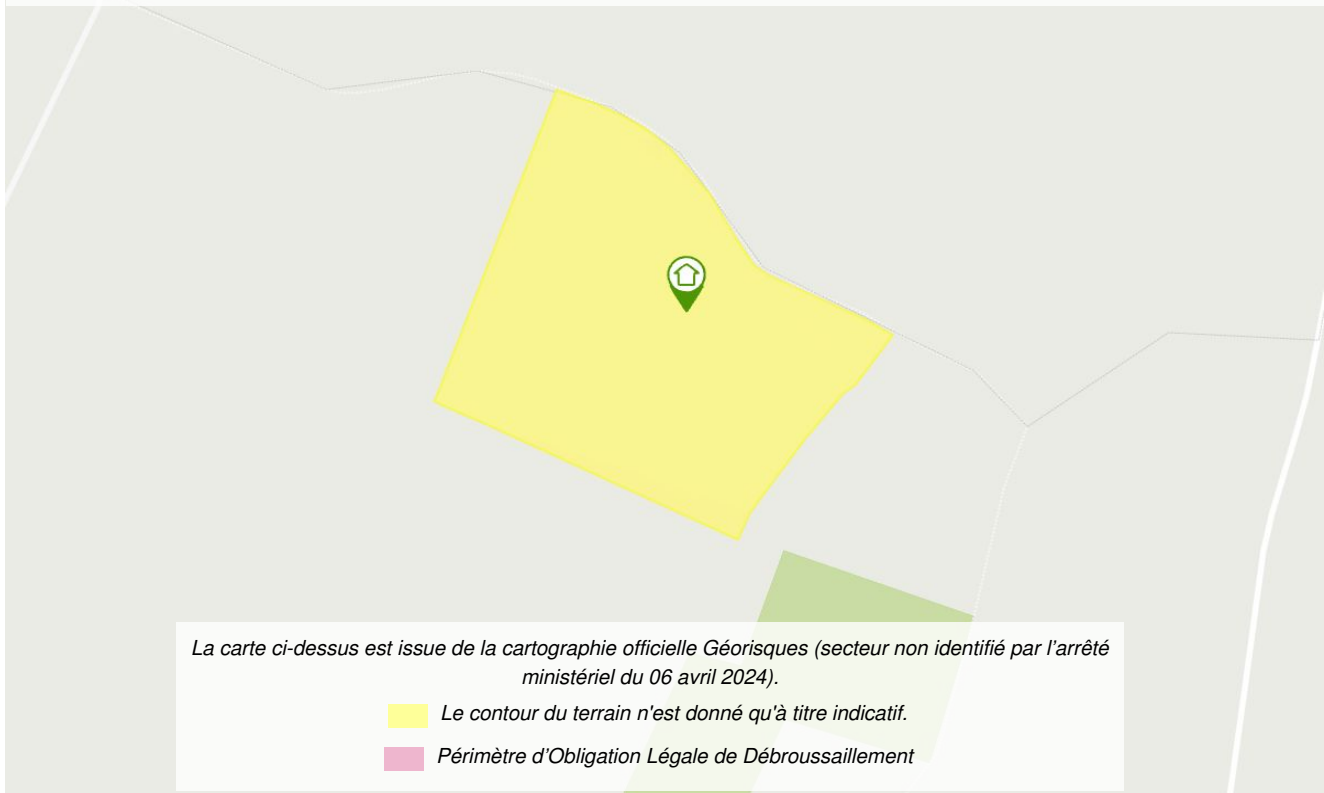 La carte ci-dessus est issue de la cartographie officielle Géorisques (secteur non identifié par l'arrêté
ministériel du 06 avril 2024).
Le contour du terrain n'est donné qu'à titre indicatif.
Périmètre d’Obligation Légale de Débroussaillement